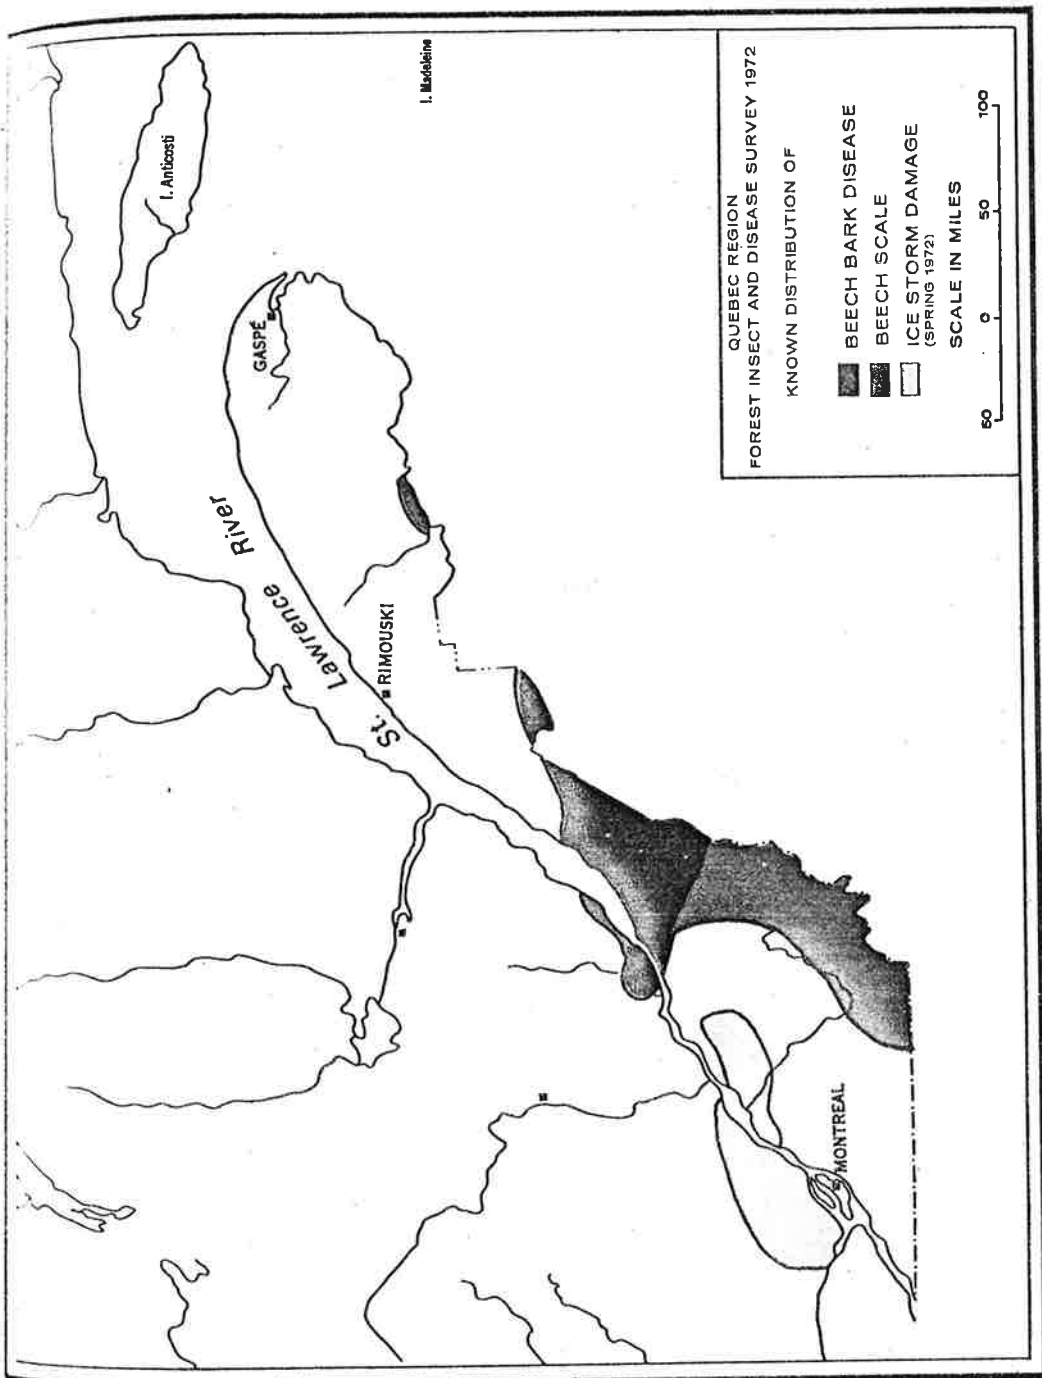 I. Anticosti
I. Madeleine
GASPÉ
St. Lawrence River
RIMOUSKI
MONTREAL
QUEBEC REGION
FOREST INSECT AND DISEASE SURVEY 1972
KNOWN DISTRIBUTION OF
BEECH BARK DISEASE
BEECH SCALE
ICE STORM DAMAGE
(SPRING 1972)
SCALE IN MILES
50 0 50 100